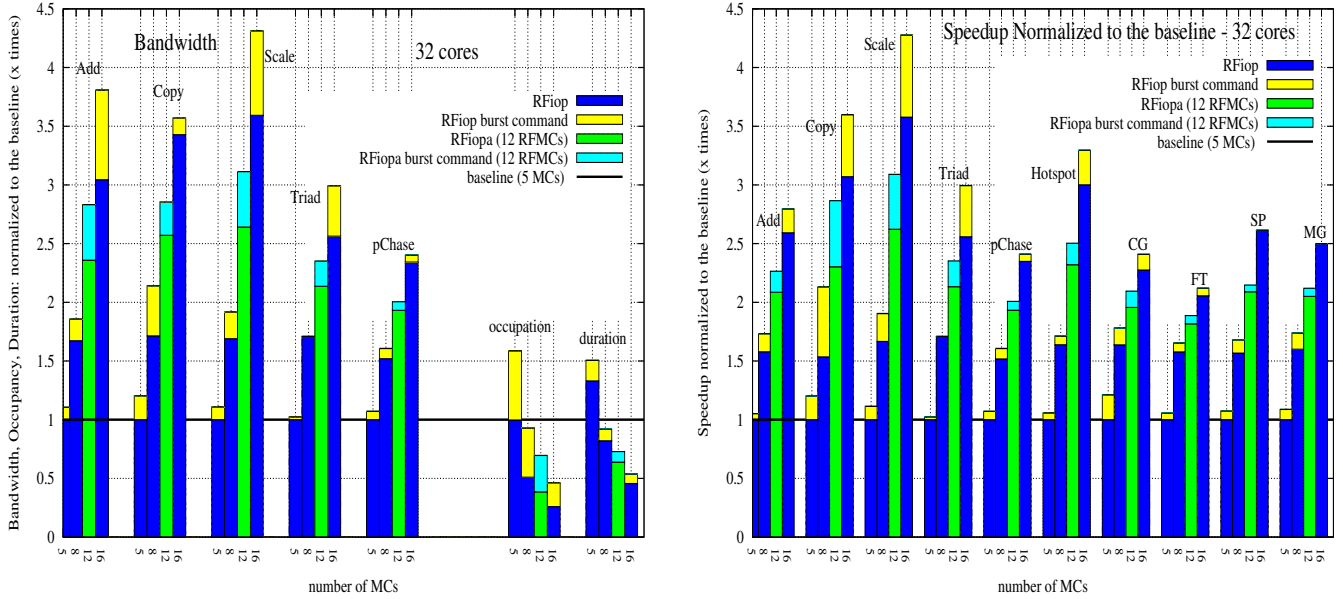 Bandwidth, Occupancy, Duration: normalized to the baseline (x times)
4.5
4
3.5
3
2.5
2
1.5
1
0.5
0
Bandwidth
32 cores
Add
Copy
Scale
Triad
pChase
occupation
duration
RFiop
RFiop burst command
RFiopa (12 RFMCs)
RFiopa burst command (12 RFMCs)
baseline (5 MCs)
5 8 12 16 5 8 12 16 5 8 12 16 5 8 12 16 5 8 12 16 5 8 12 16 5 8 12 16
number of MCs
Speedup normalized to the baseline (x times)
4.5
4
3.5
3
2.5
2
1.5
1
0.5
0
Speedup Normalized to the baseline - 32 cores
RFiop
RFiop burst command
RFiopa (12 RFMCs)
RFiopa burst command (12 RFMCs)
baseline (5 MCs)
Add
Copy
Scale
Triad
pChase
Hotspot
CG
FT
SP
MG
5 8 12 16 5 8 12 16 5 8 12 16 5 8 12 16 5 8 12 16 5 8 12 16 5 8 12 16 5 8 12 16 5 8 12 16 5 8 12 16
number of MCs